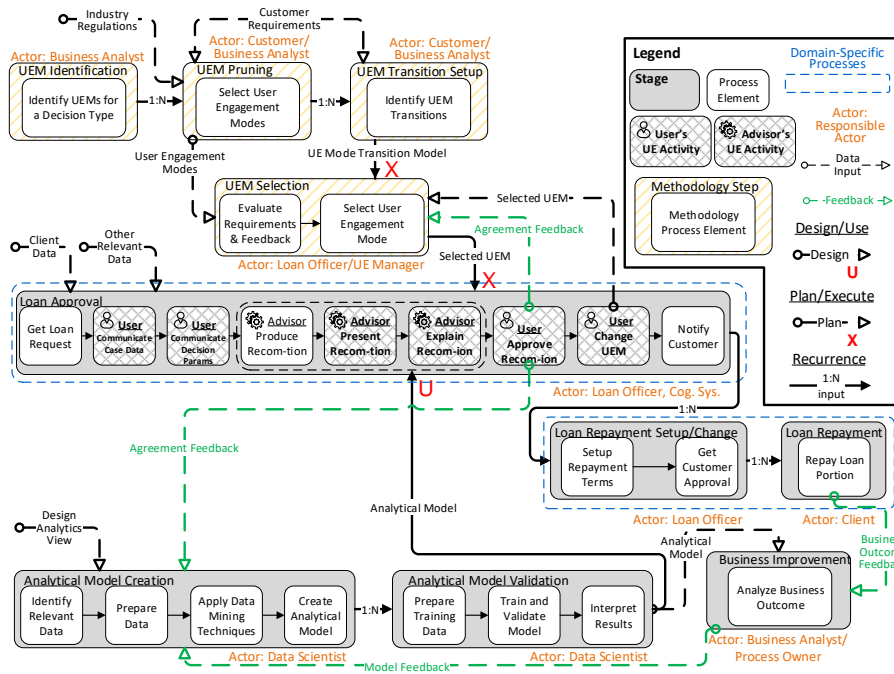 Industry
Regulations
Customer
Requirements
Actor: Business Analyst
Actor: Customer/
Business Analyst
Actor: Customer/
Business Analyst
UEM Identification
Identify UEMs for
a Decision Type
1:N
UEM Pruning
Select User
Engagement
Modes
1:N
UEM Transition Setup
Identify UEM
Transitions
User Engagement
Modes
UE Mode Transition Model
X
UEM Selection
Evaluate
Requirements
& Feedback
Select User
Engagement
Mode
Selected UEM
Agreement Feedback
Actor: Loan Officer/UE Manager
Selected UEM
X
Client
Data
Other
Relevant
Data
Loan Approval
Get Loan
Request
User
Communicate
Case Data
User
Communicate
Decision
Params
Advisor
Produce
Recom-tion
Advisor
Present
Recom-tion
Advisor
Explain
Recom-ion
User
Approve
Recom-ion
User
Change
UEM
Notify
Customer
U
Actor: Loan Officer, Cog. Sys.
1:N
Agreement Feedback
Loan Repayment Setup/Change
Setup
Repayment
Terms
Get
Customer
Approval
1:N
Loan Repayment
Repay Loan
Portion
Actor: Loan Officer
Actor: Client
Analytical Model
Analytical
Model
Busine
Outcom
Feedba
Design
Analytics
View
Analytical Model Creation
Identify
Relevant
Data
Prepare
Data
Apply Data
Mining
Techniques
Create
Analytical
Model
1:N
Actor: Data Scientist
Analytical Model Validation
Prepare
Training
Data
Train and
Validate
Model
Interpret
Results
Actor: Data Scientist
Business Improvement
Analyze Business
Outcome
Actor: Business Analyst/
Process Owner
Model Feedback
Legend
Stage
Process
Element
Domain-Specific
Processes
User's
UE Activity
Advisor's
UE Activity
Actor:
Responsible
Actor
Data
Input
Methodology Step
Methodology
Process Element
Feedback
Design/Use
Design
U
Plan/Execute
Plan
X
Recurrence
1:N
input